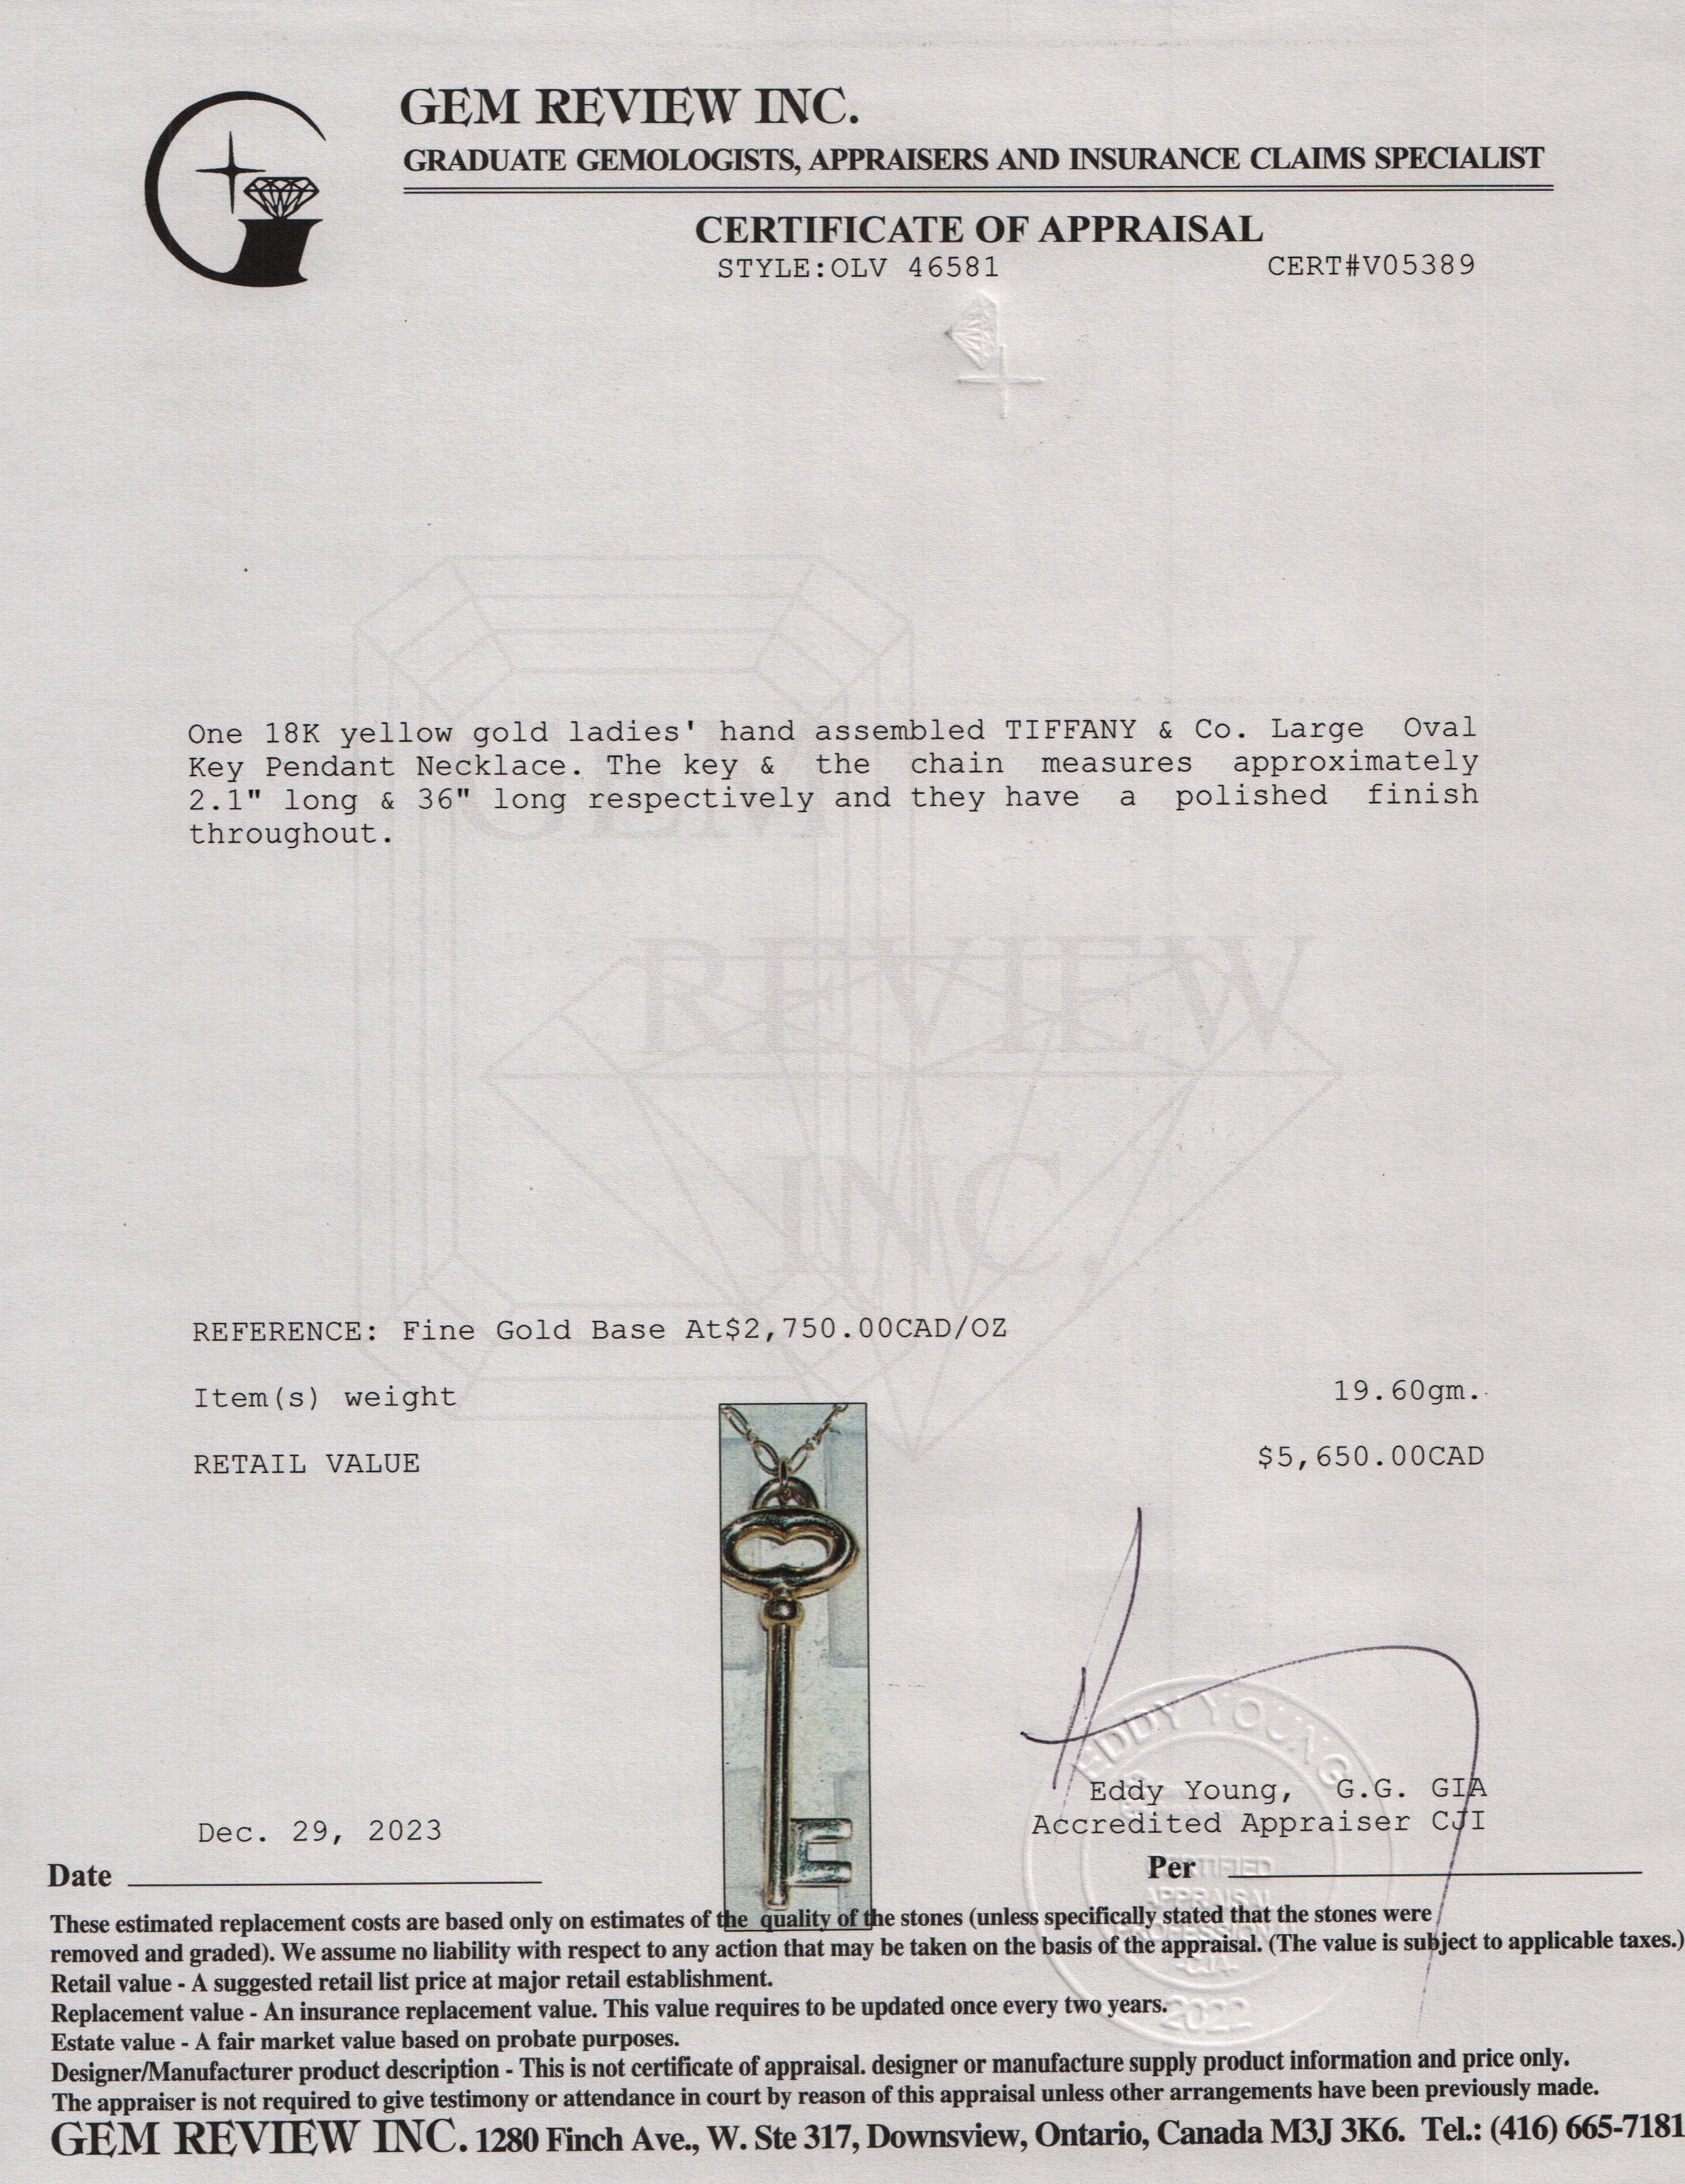 GEM REVIEW INC.
GRADUATE GEMOLOGISTS, APPRAISERS AND INSURANCE CLAIMS SPECIALIST
CERTIFICATE OF APPRAISAL
STYLE:OLV 46581 CERT#V05389
One 18K yellow gold ladies' hand assembled TIFFANY & Co. Large Oval
Key Pendant Necklace. The key & the chain measures approximately
2.1" long & 36" long respectively and they have a polished finish
throughout.
GEM
REVIEW
INC.
REFERENCE: Fine Gold Base At$2,750.00CAD/OZ
Item(s) weight 19.60gm.
RETAIL VALUE $5,650.00CAD
EDDY YOUNG
Eddy Young, G.G. GIA
Accredited Appraiser CJI
Dec. 29, 2023
Date
Per
CERTIFIED
APPRAISAL
PROFESSIONAL
-CJA-
2022
These estimated replacement costs are based only on estimates of the quality of the stones (unless specifically stated that the stones were
removed and graded). We assume no liability with respect to any action that may be taken on the basis of the appraisal. (The value is subject to applicable taxes.)
Retail value - A suggested retail list price at major retail establishment.
Replacement value - An insurance replacement value. This value requires to be updated once every two years.
Estate value - A fair market value based on probate purposes.
Designer/Manufacturer product description - This is not certificate of appraisal. designer or manufacture supply product information and price only.
The appraiser is not required to give testimony or attendance in court by reason of this appraisal unless other arrangements have been previously made.
GEM REVIEW INC. 1280 Finch Ave., W. Ste 317, Downsview, Ontario, Canada M3J 3K6. Tel.: (416) 665-7181